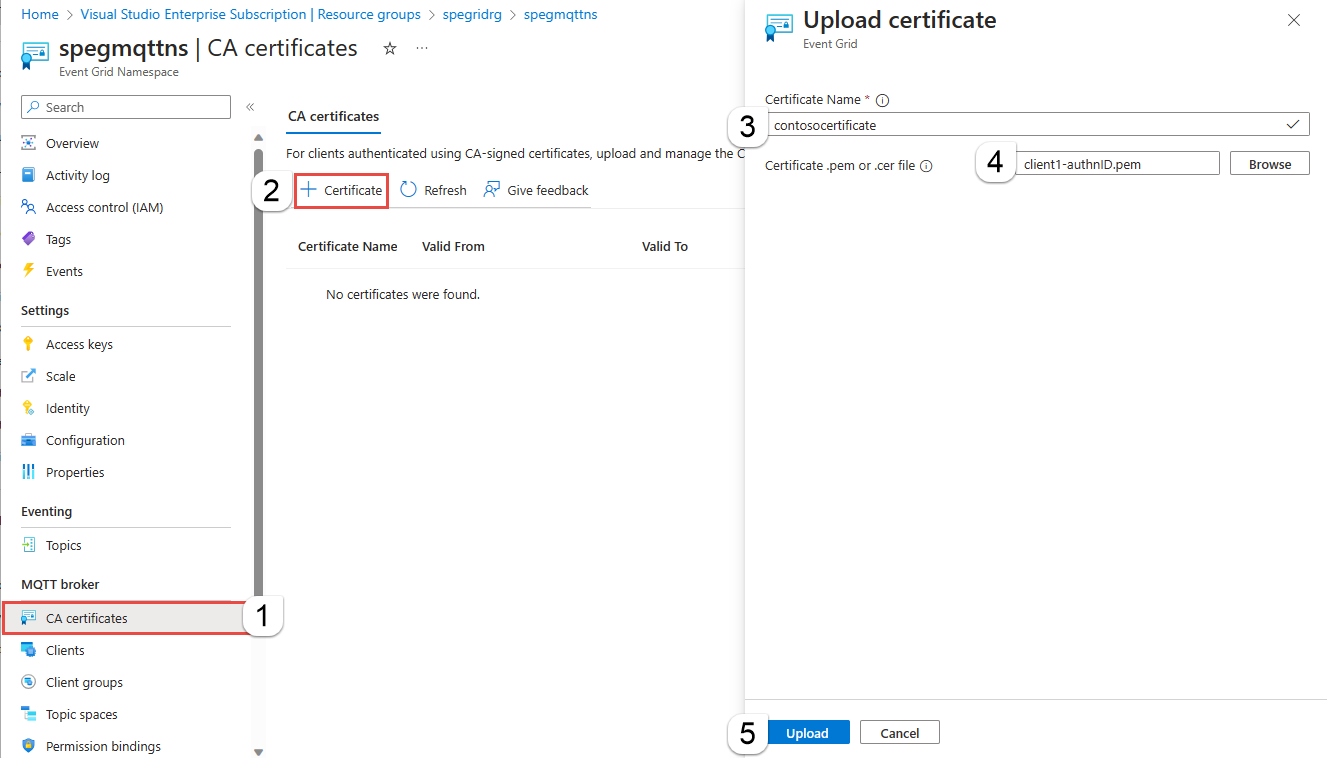 Home > Visual Studio Enterprise Subscription | Resource groups > spegridrg > spegmqttns
spegmqttns | CA certificates
Event Grid Namespace
Search
Overview
Activity log
Access control (IAM)
Tags
Events
Settings
Access keys
Scale
Identity
Configuration
Properties
Eventing
Topics
MQTT broker
CA certificates
1
Clients
Client groups
Topic spaces
Permission bindings
CA certificates
For clients authenticated using CA-signed certificates, upload and manage the C
2
Certificate
Refresh
Give feedback
Certificate Name Valid From Valid To
No certificates were found.
Upload certificate
Event Grid
Certificate Name *
3
contosocertificate
Certificate .pem or .cer file
4
client1-authnID.pem
Browse
5
Upload
Cancel